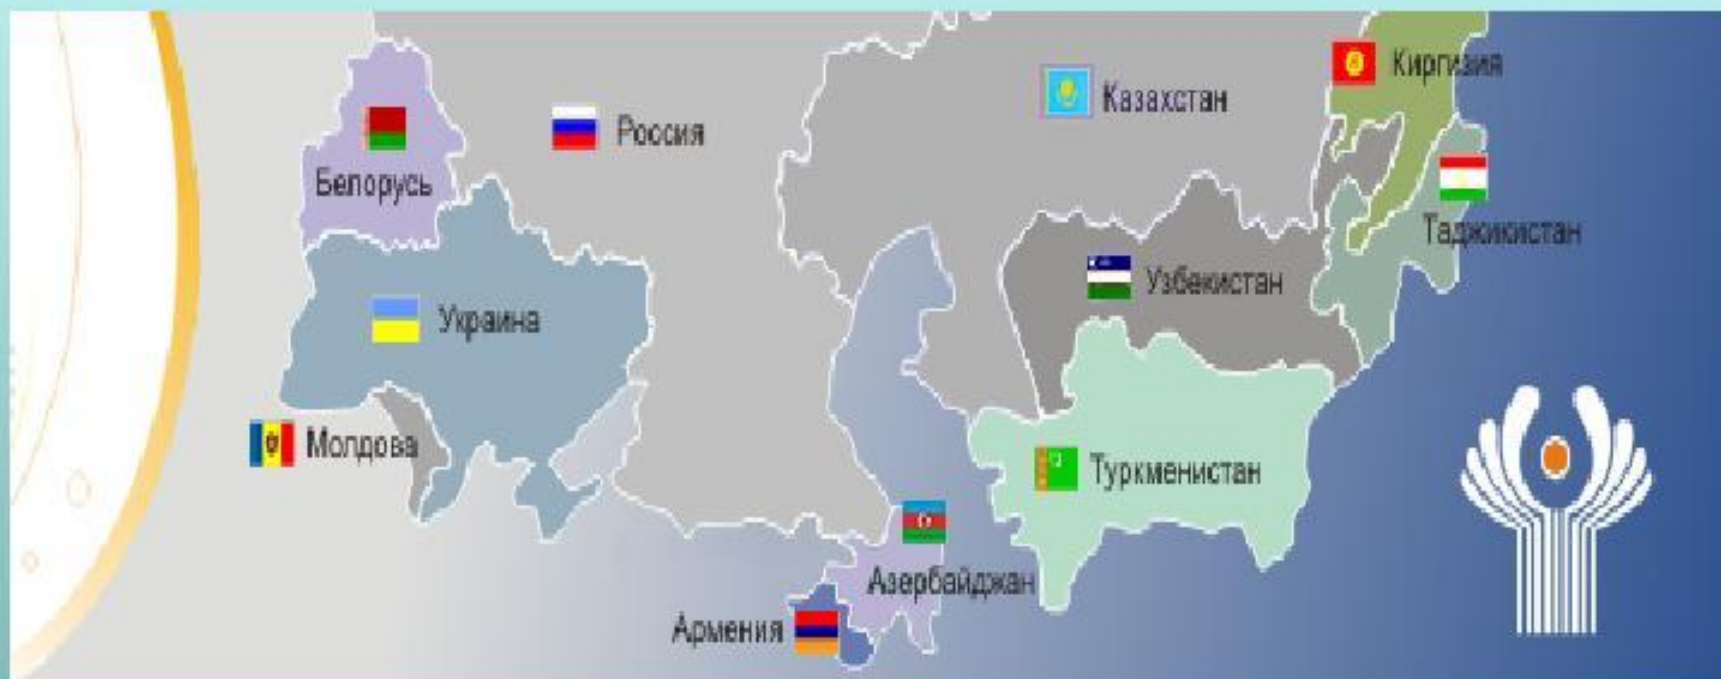 Киргизия
Казахстан
Россия
Белорусь
Таджикистан
Узбекистан
Украина
Молдова
Туркменистан
Азербайджан
Армения